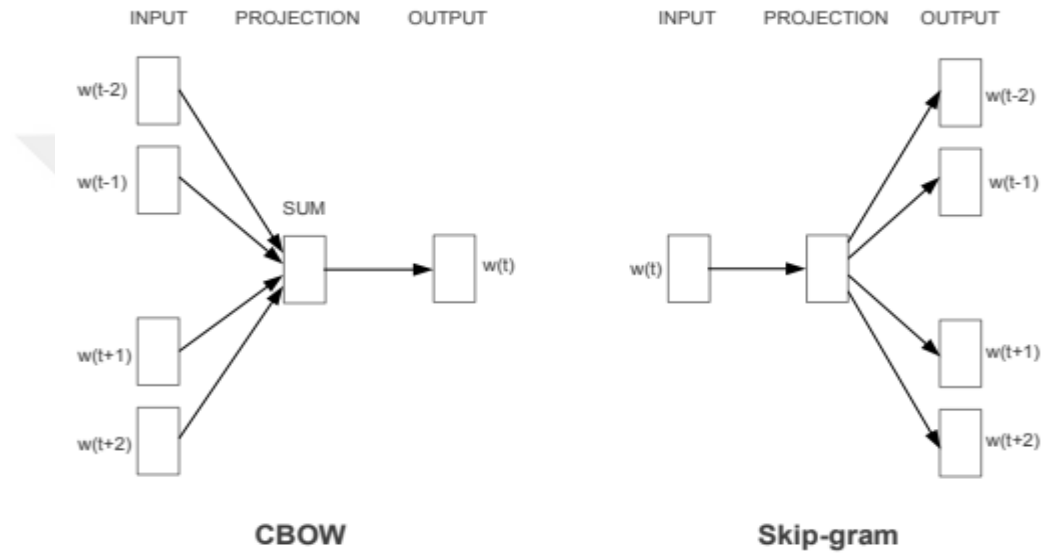 INPUT PROJECTION OUTPUT
w(t-2)
w(t-1)
SUM
w(t)
w(t+1)
w(t+2)
CBOW
INPUT PROJECTION OUTPUT
w(t-2)
w(t-1)
w(t)
w(t+1)
w(t+2)
Skip-gram